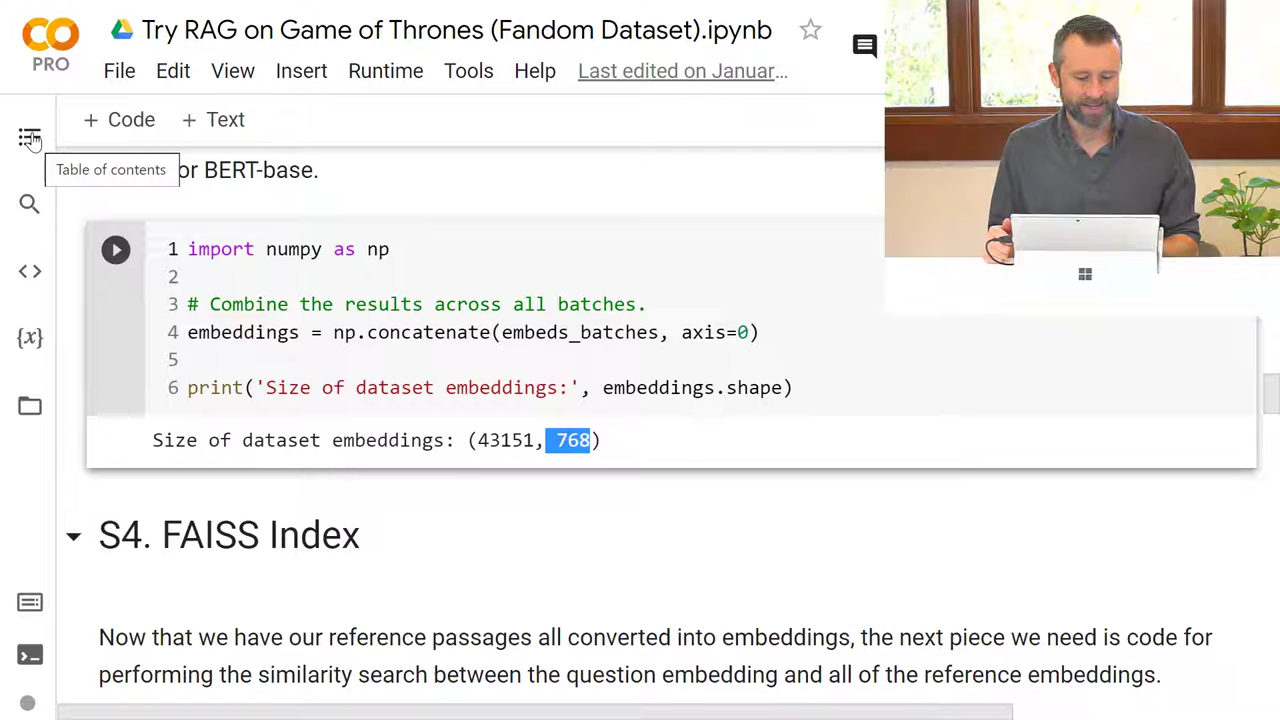 Try RAG on Game of Thrones (Fandom Dataset).ipynb
PRO
File Edit View Insert Runtime Tools Help Last edited on Januar…
+ Code + Text
Table of contents
or BERT-base.
1 import numpy as np
2
3 # Combine the results across all batches.
4 embeddings = np.concatenate(embeds_batches, axis=0)
5
6 print('Size of dataset embeddings:', embeddings.shape)
Size of dataset embeddings: (43151, 768)
S4. FAISS Index
Now that we have our reference passages all converted into embeddings, the next piece we need is code for
performing the similarity search between the question embedding and all of the reference embeddings.